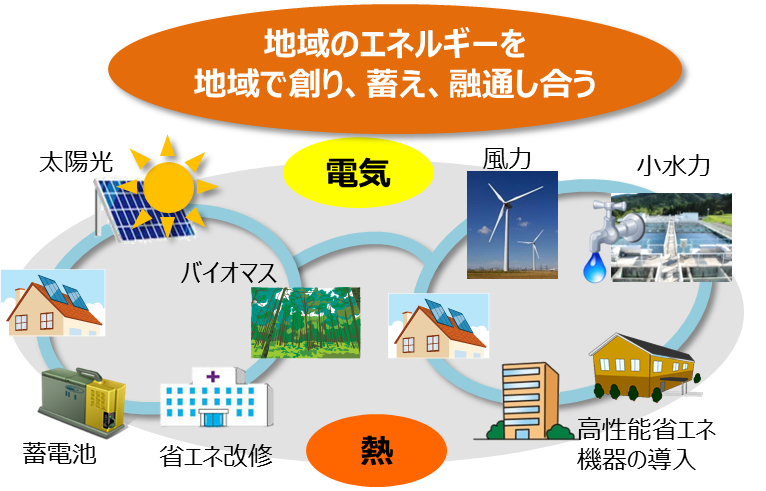 地域のエネルギーを
地域で創り、蓄え、融通し合う
太陽光
電気
風力
小水力
バイオマス
蓄電池
省エネ改修
熱
高性能省エネ
機器の導入